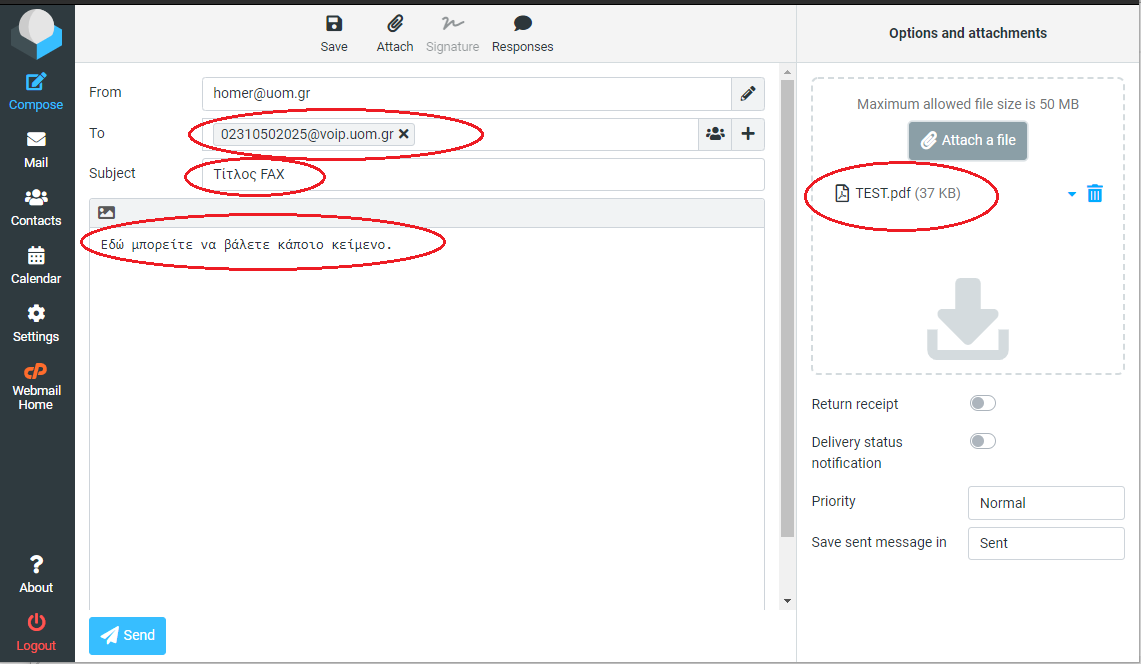 Compose
Mail
Contacts
Calendar
Settings
cP
Webmail
Home
?
About
Logout
Save
Attach
Signature
Responses
From
homer@uom.gr
To
02310502025@voip.uom.gr
Subject
Τίτλος FAX
Εδώ μπορείτε να βάλετε κάποιο κείμενο.
Send
Options and attachments
Maximum allowed file size is 50 MB
Attach a file
TEST.pdf (37 KB)
Return receipt
Delivery status
notification
Priority
Normal
Save sent message in
Sent